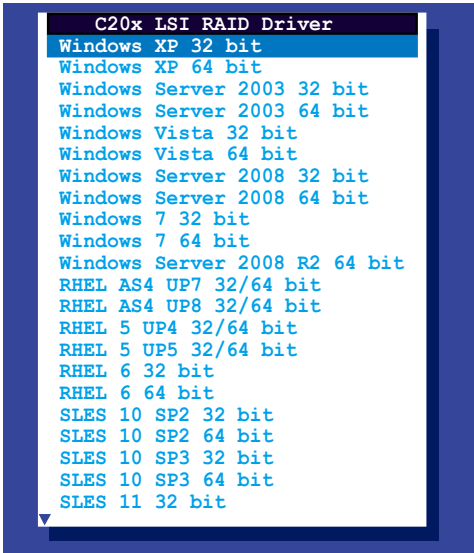 C20x LSI RAID Driver
Windows XP 32 bit
Windows XP 64 bit
Windows Server 2003 32 bit
Windows Server 2003 64 bit
Windows Vista 32 bit
Windows Vista 64 bit
Windows Server 2008 32 bit
Windows Server 2008 64 bit
Windows 7 32 bit
Windows 7 64 bit
Windows Server 2008 R2 64 bit
RHEL AS4 UP7 32/64 bit
RHEL AS4 UP8 32/64 bit
RHEL 5 UP4 32/64 bit
RHEL 5 UP5 32/64 bit
RHEL 6 32 bit
RHEL 6 64 bit
SLES 10 SP2 32 bit
SLES 10 SP2 64 bit
SLES 10 SP3 32 bit
SLES 10 SP3 64 bit
SLES 11 32 bit